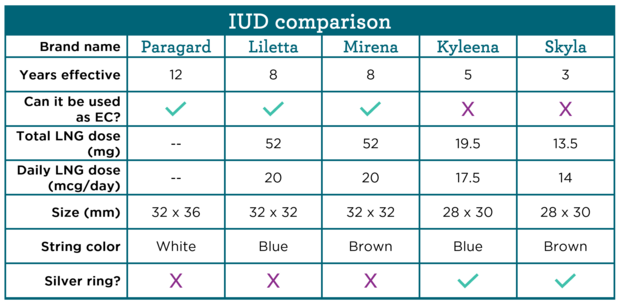 IUD comparison
Brand name Paragard Liletta Mirena Kyleena Skyla
Years effective 12 8 8 5 3
Can it be used
as EC? ✓ ✓ ✓ X X
Total LNG dose
(mg) -- 52 52 19.5 13.5
Daily LNG dose
(mcg/day) -- 20 20 17.5 14
Size (mm) 32 x 36 32 x 32 32 x 32 28 x 30 28 x 30
String color White Blue Brown Blue Brown
Silver ring? X X X ✓ ✓